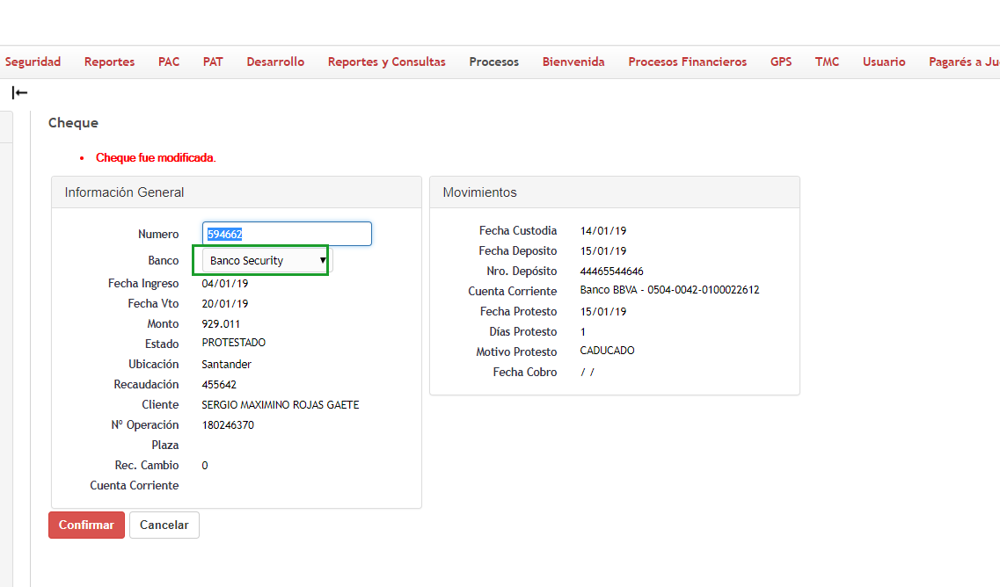 Seguridad Reportes PAC PAT Desarrollo Reportes y Consultas Procesos Bienvenida Procesos Financieros GPS TMC Usuario Pagarés a Ju
Cheque
• Cheque fue modificada.
Información General
Numero 594662
Banco Banco Security
Fecha Ingreso 04/01/19
Fecha Vto 20/01/19
Monto 929.011
Estado PROTESTADO
Ubicación Santander
Recaudación 455642
Cliente SERGIO MAXIMINO ROJAS GAETE
Nº Operación 180246370
Plaza
Rec. Cambio 0
Cuenta Corriente
Movimientos
Fecha Custodia 14/01/19
Fecha Deposito 15/01/19
Nro. Depósito 44465544646
Cuenta Corriente Banco BBVA - 0504-0042-0100022612
Fecha Protesto 15/01/19
Días Protesto 1
Motivo Protesto CADUCADO
Fecha Cobro / /
Confirmar Cancelar